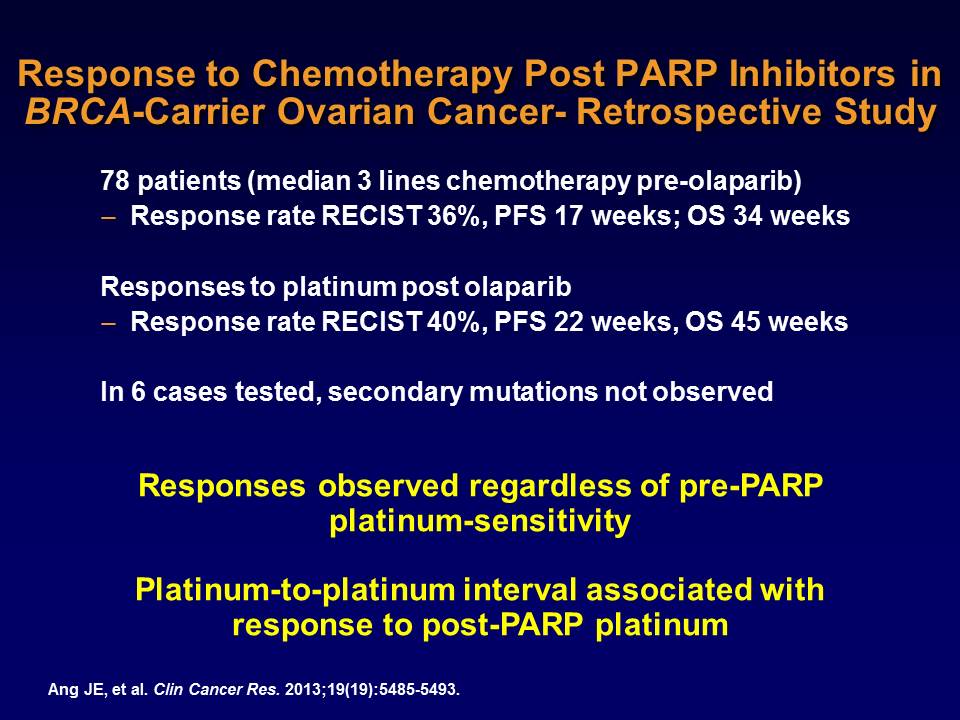 Response to Chemotherapy Post PARP Inhibitors in
BRCA-Carrier Ovarian Cancer- Retrospective Study
78 patients (median 3 lines chemotherapy pre-olaparib)
– Response rate RECIST 36%, PFS 17 weeks; OS 34 weeks
Responses to platinum post olaparib
– Response rate RECIST 40%, PFS 22 weeks, OS 45 weeks
In 6 cases tested, secondary mutations not observed
Responses observed regardless of pre-PARP
platinum-sensitivity
Platinum-to-platinum interval associated with
response to post-PARP platinum
Ang JE, et al. Clin Cancer Res. 2013;19(19):5485-5493.